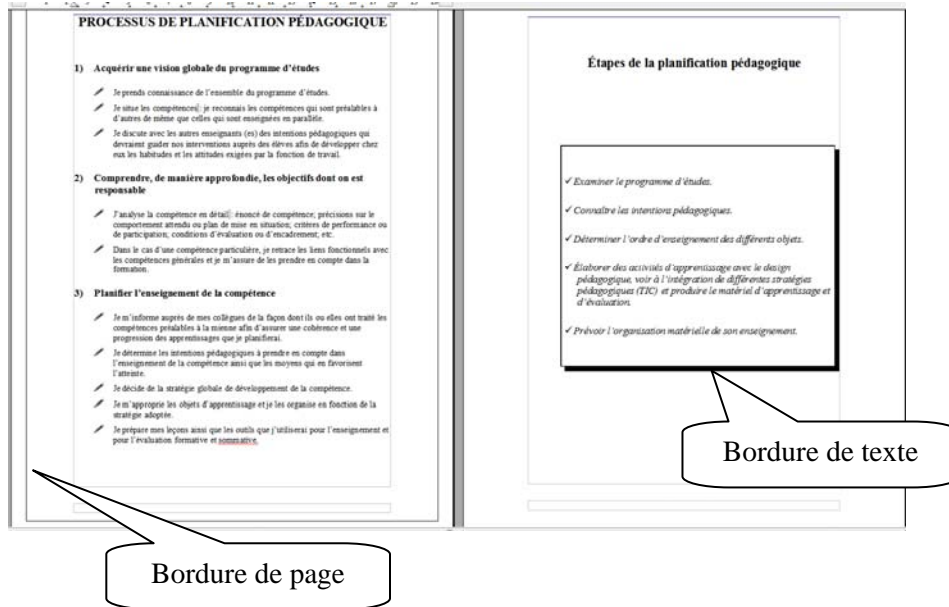 PROCESSUS DE PLANIFICATION PÉDAGOGIQUE
1) Acquérir une vision globale du programme d'études
Je prends connaissance de l'ensemble du programme d'études.
Je situe les compétences : je reconnais les compétences qui sont préalables à
d'autres de même que celles qui sont enseignées en parallèle.
Je discute avec les autres enseignants (es) des intentions pédagogiques qui
devraient guider nos interventions auprès des élèves afin de développer chez
eux les habitudes et les attitudes exigées par la fonction de travail.
2) Comprendre, de manière approfondie, les objectifs dont on est
responsable
J'analyse la compétence en détail : énoncé de compétence; précisions sur le
comportement attendu ou plan de mise en situation; critères de performance ou
de participation; conditions d'évaluation ou d'encadrement; etc.
Dans le cas d'une compétence particulière, je retrace les liens fonctionnels avec
les compétences générales et je m'assure de les prendre en compte dans la
formation.
3) Planifier l'enseignement de la compétence
Je m'informe auprès de mes collègues de la façon dont ils ou elles ont traité les
compétences préalables à la mienne afin d'assurer une cohérence et une
progression des apprentissages que je planifierai.
Je détermine les intentions pédagogiques à prendre en compte dans
l'enseignement de la compétence ainsi que les moyens qui en favorisent
l'atteinte.
Je décide de la stratégie globale de développement de la compétence.
Je m'approprie les objets d'apprentissage et je les organise en fonction de la
stratégie adoptée.
Je prépare mes leçons ainsi que les outils que j'utiliserai pour l'enseignement et
pour l'évaluation formative et sommative.
Étapes de la planification pédagogique
✓ Examiner le programme d'études.
✓ Connaître les intentions pédagogiques.
✓ Déterminer l'ordre d'enseignement des différents objets.
✓ Élaborer des activités d'apprentissage avec le design
pédagogique, voir à l'intégration de différentes stratégies
pédagogiques (TIC) et produire le matériel d'apprentissage et
d'évaluation.
✓ Prévoir l'organisation matérielle de son enseignement.
Bordure de texte
Bordure de page